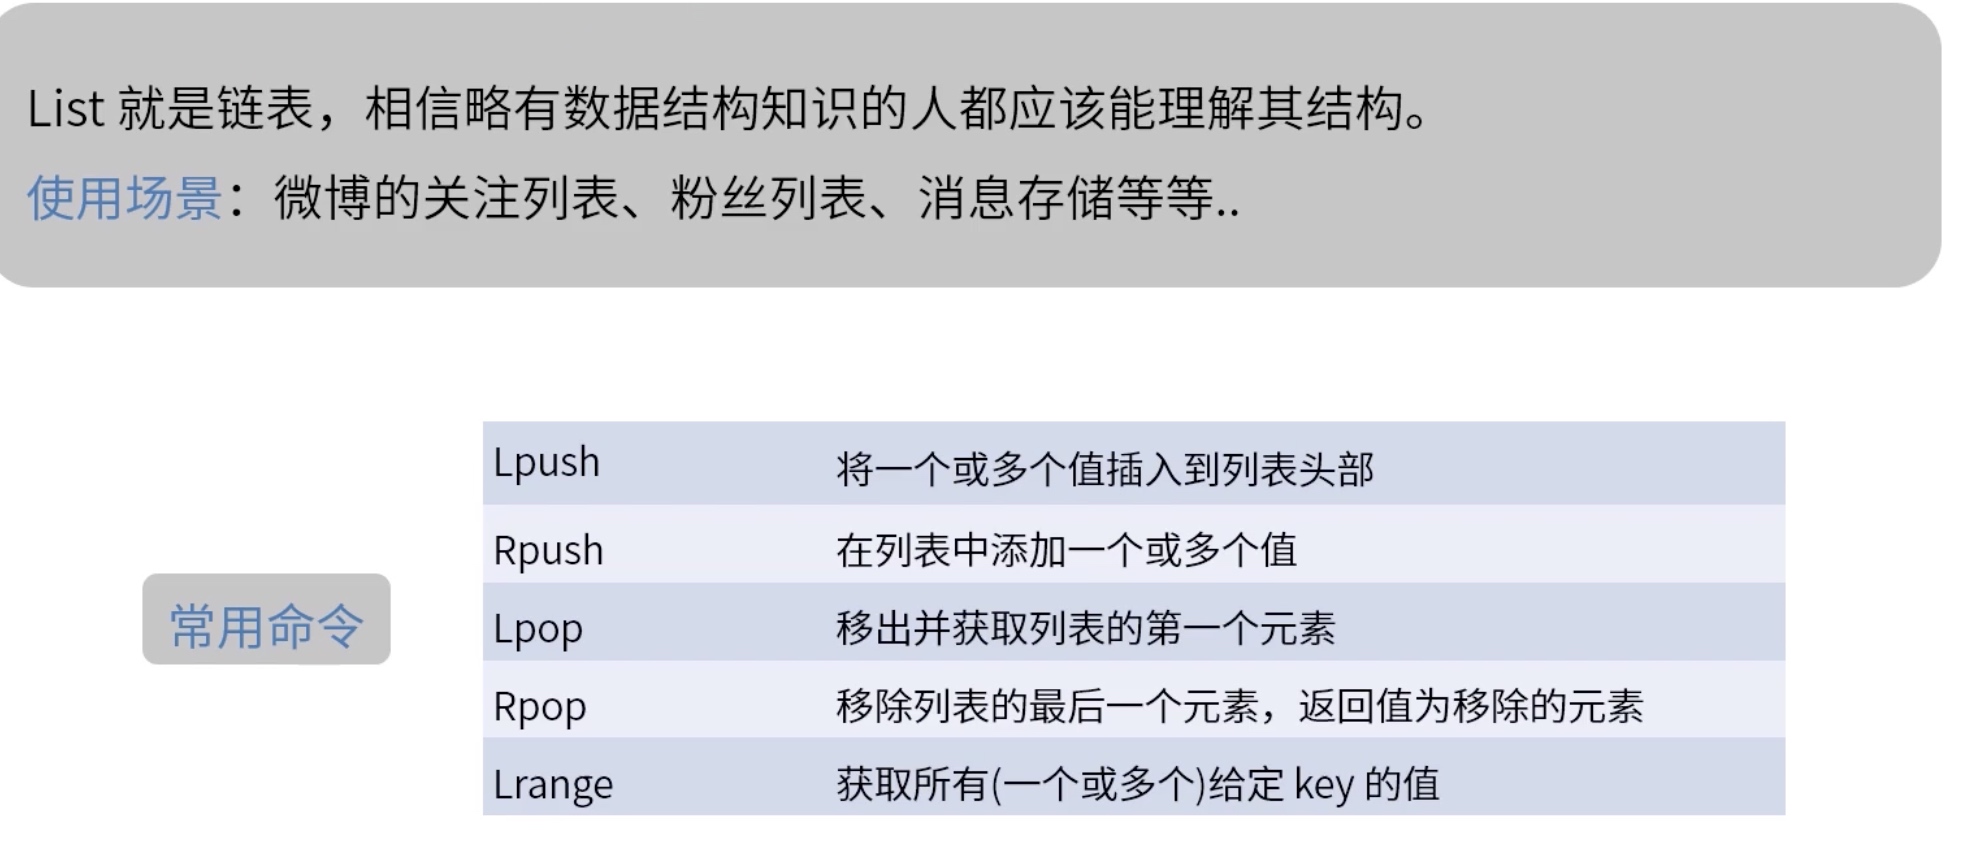 List 就是链表，相信略有数据结构知识的人都应该能理解其结构。
使用场景：微博的关注列表、粉丝列表、消息存储等等..
常用命令
Lpush 将一个或多个值插入到列表头部
Rpush 在列表中添加一个或多个值
Lpop 移出并获取列表的第一个元素
Rpop 移除列表的最后一个元素，返回值为移除的元素
Lrange 获取所有(一个或多个)给定 key 的值